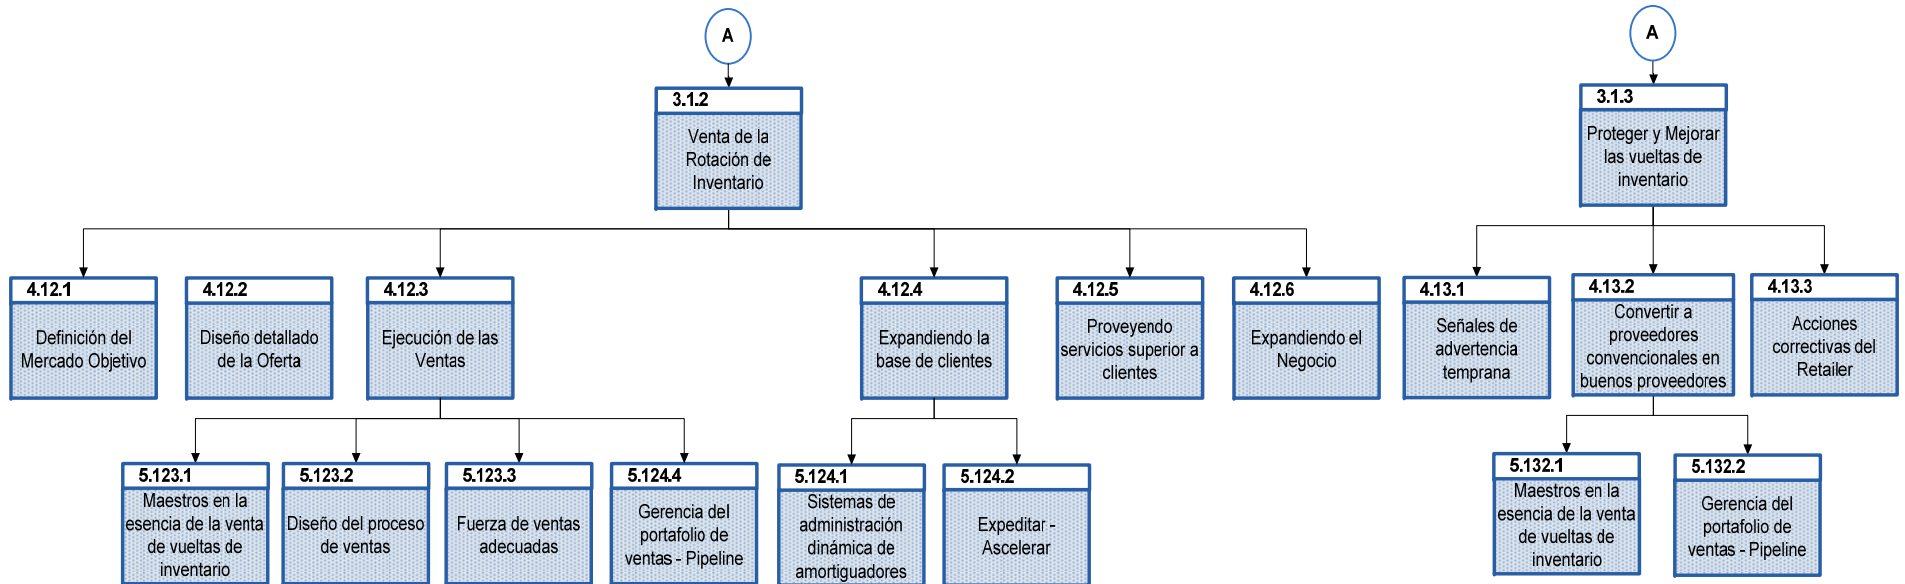 A
A
3.1.2
Venta de la
Rotación de
Inventario
3.1.3
Proteger y Mejorar
las vueltas de
inventario
4.12.1
Definición del
Mercado Objetivo
4.12.2
Diseño detallado
de la Oferta
4.12.3
Ejecución de las
Ventas
4.12.4
Expandiendo la
base de clientes
4.12.5
Proveyendo
servicios superior a
clientes
4.12.6
Expandiendo el
Negocio
4.13.1
Señales de
advertencia
temprana
4.13.2
Convertir a
proveedores
convencionales en
buenos proveedores
4.13.3
Acciones
correctivas del
Retailer
5.123.1
Maestros en la
esencia de la venta
de vueltas de
inventario
5.123.2
Diseño del proceso
de ventas
5.123.3
Fuerza de ventas
adecuadas
5.124.4
Gerencia del
portafolio de
ventas - Pipeline
5.124.1
Sistemas de
administración
dinámica de
amortiguadores
5.124.2
Expeditar -
Ascelerar
5.132.1
Maestros en la
esencia de la venta
de vueltas de
inventario
5.132.2
Gerencia del
portafolio de
ventas - Pipeline